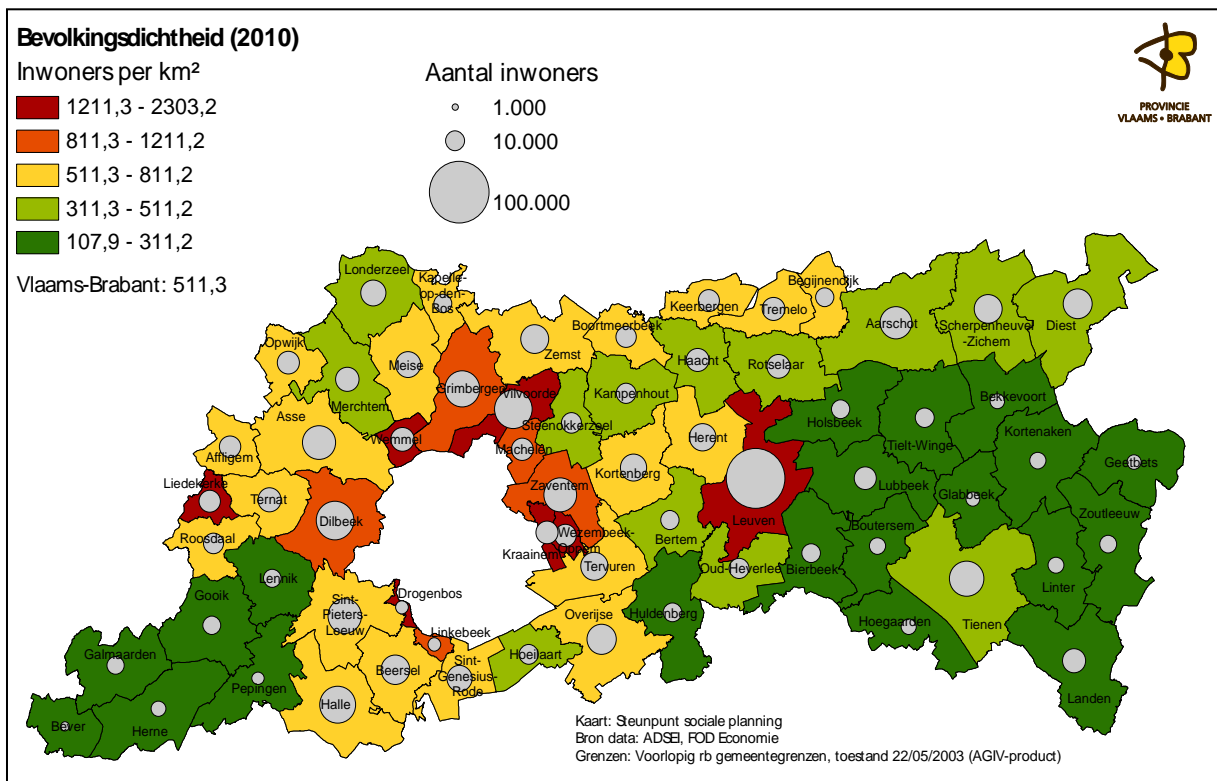 Bevolkingsdichtheid (2010)
Inwoners per km²
1211,3 - 2303,2
811,3 - 1211,2
511,3 - 811,2
311,3 - 511,2
107,9 - 311,2
Vlaams-Brabant: 511,3
Aantal inwoners
1.000
10.000
100.000
PROVINCIE
VLAAMS • BRABANT
Londerzeel
Kapelle-
op-den-
Bos
Opwijk
Meise
Merchtem
Grimbergen
Zemst
Boortmeerbeek
Keerbergen
Tremelo
Begijnendijk
Aarschot
Scherpenheuvel
-Zichem
Diest
Haacht
Rotselaar
Vilvoorde
Kampenhout
Steenokkerzeel
Asse
Wemmel
Machelen
Herent
Holsbeek
Bekkevoort
Tielt-Winge
Kortenaken
Affligem
Kortenberg
Geetbets
Liedekerke
Ternat
Zaventem
Lubbeek
Glabbeek
Dilbeek
Leuven
Zoutleeuw
Roosdaal
Kraainem
Wezembeek-
Oppem
Bertem
Boutersem
Tervuren
Oud-Heverlee
Bierbeek
Linter
Lennik
Gooik
Sint-
Pieters-
Leeuw
Drogenbos
Overijse
Huldenberg
Hoegaarden
Tienen
Linkebeek
Hoeilaart
Galmaarden
Pepingen
Beersel
Sint-
Genesius-
Rode
Landen
Bever
Herne
Halle
Kaart: Steunpunt sociale planning
Bron data: ADSEI, FOD Economie
Grenzen: Voorlopig rb gemeentegrenzen, toestand 22/05/2003 (AGIV-product)